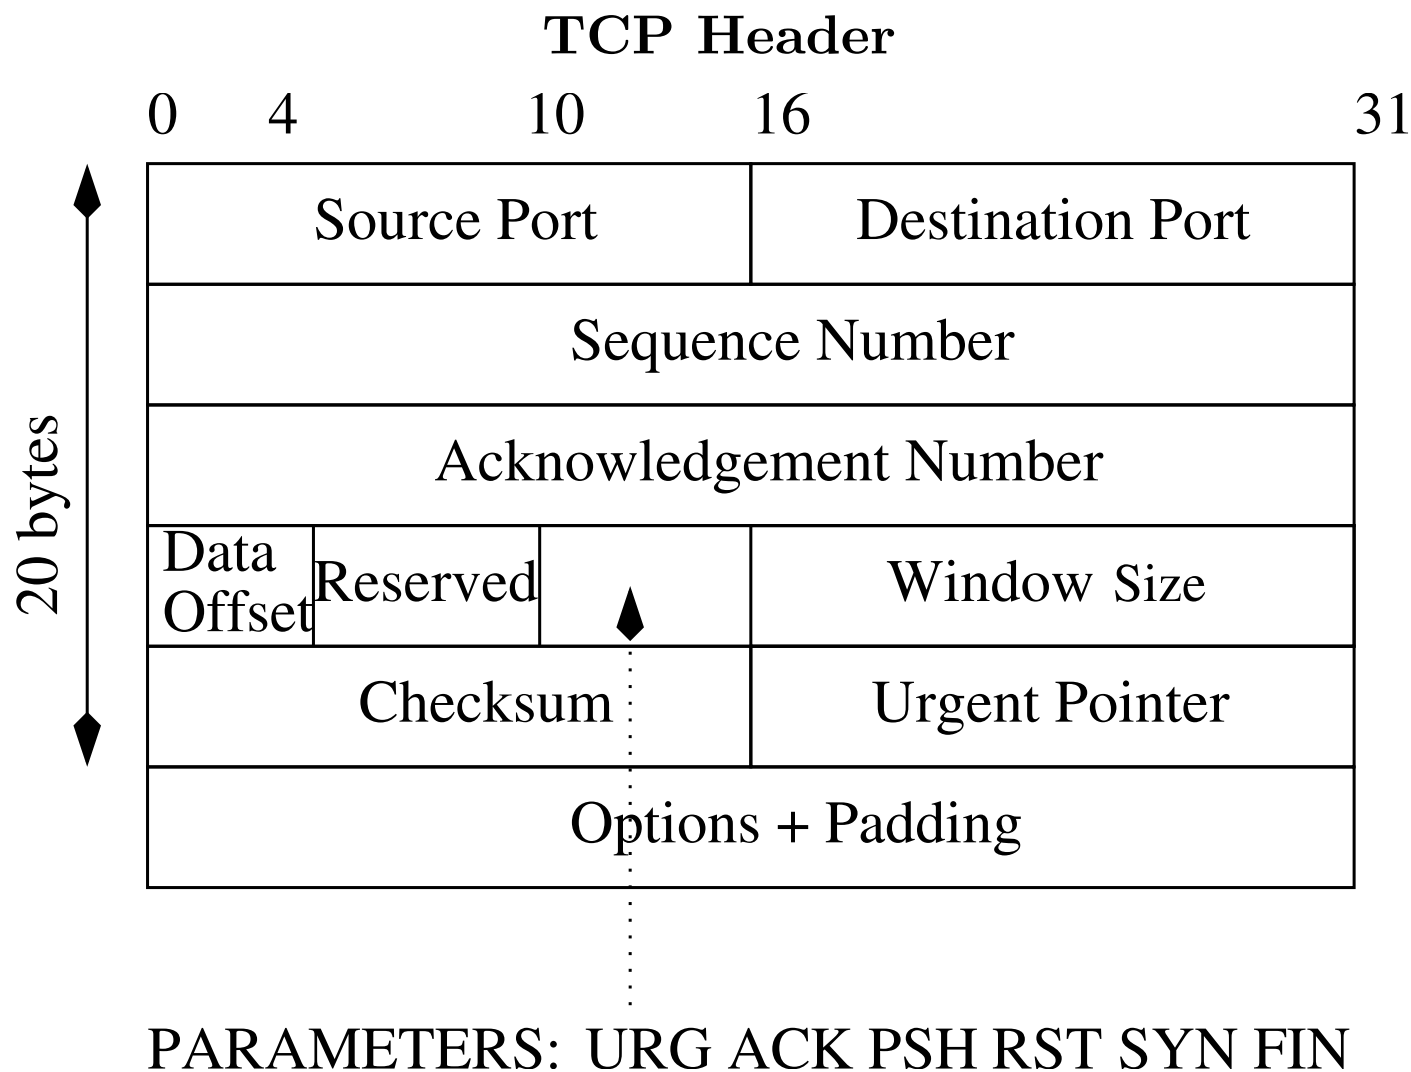 TCP Header
0 4 10 16 31
Source Port Destination Port
Sequence Number
Acknowledgement Number
20 bytes
Data
Offset
Reserved
Window Size
Checksum Urgent Pointer
Options + Padding
PARAMETERS: URG ACK PSH RST SYN FIN